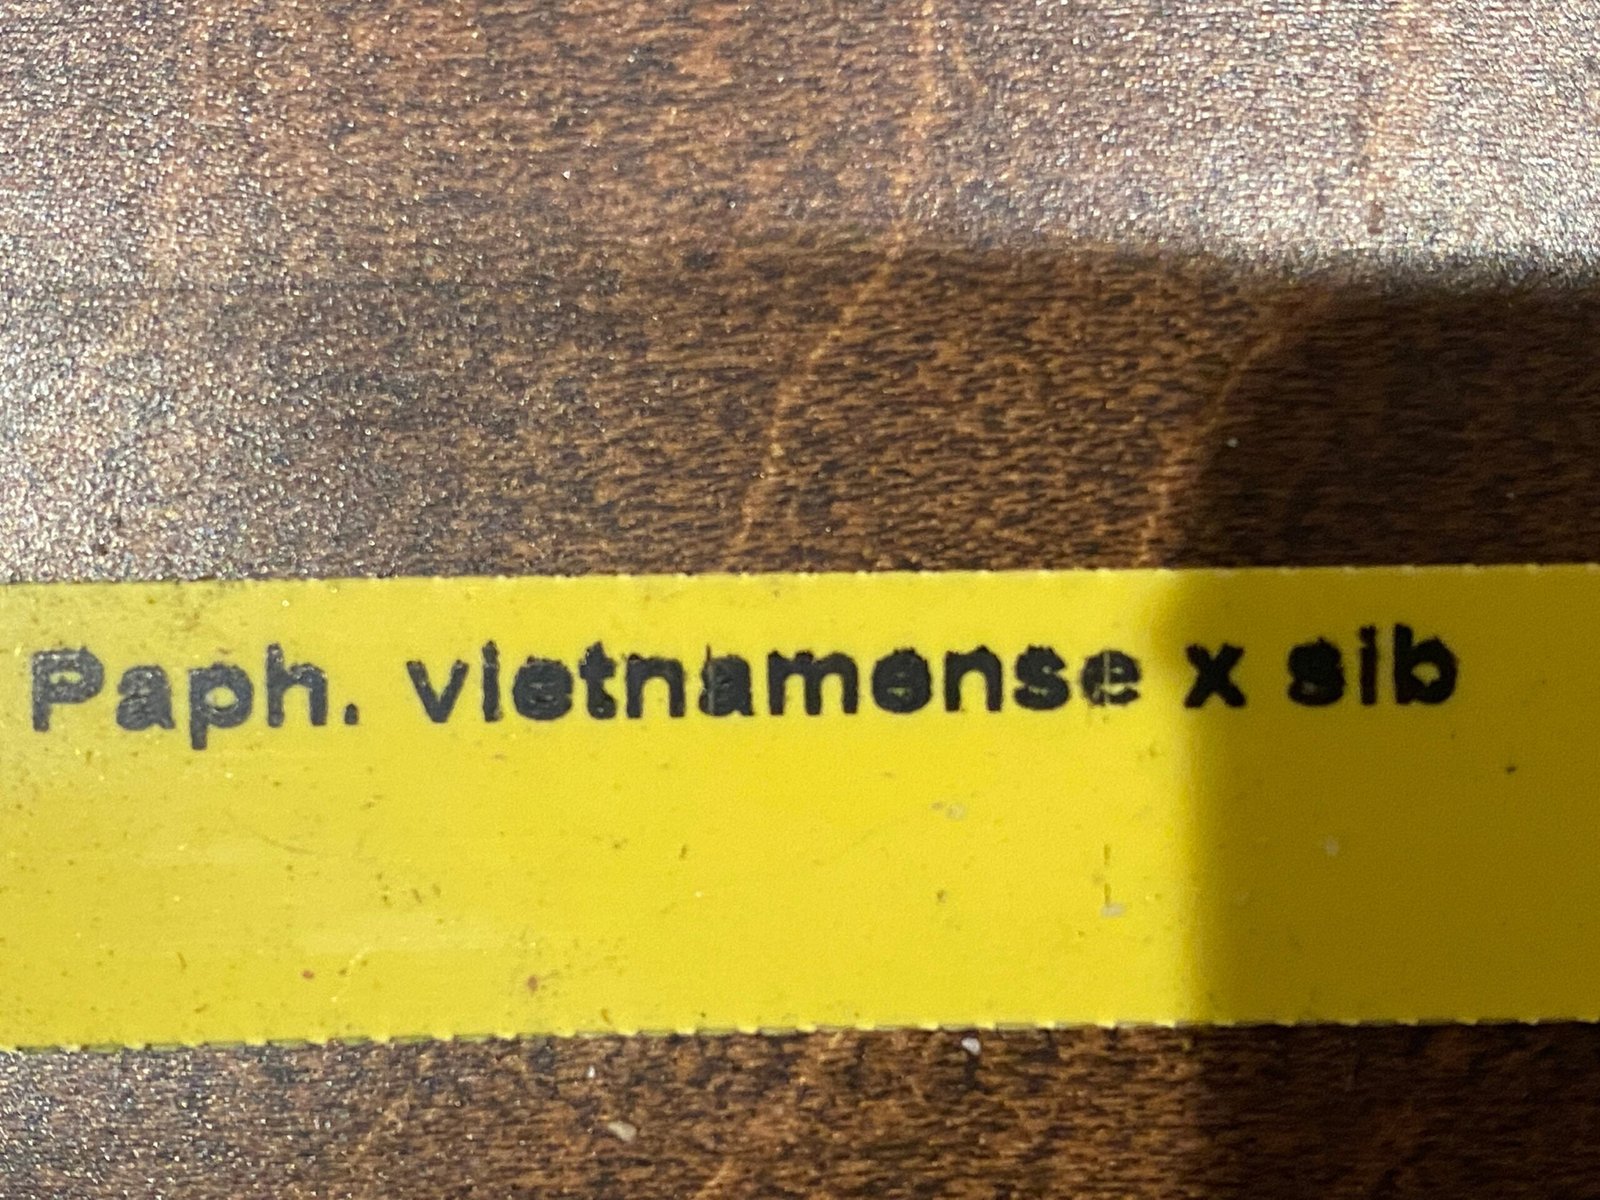 Paph. vietnamense x sib